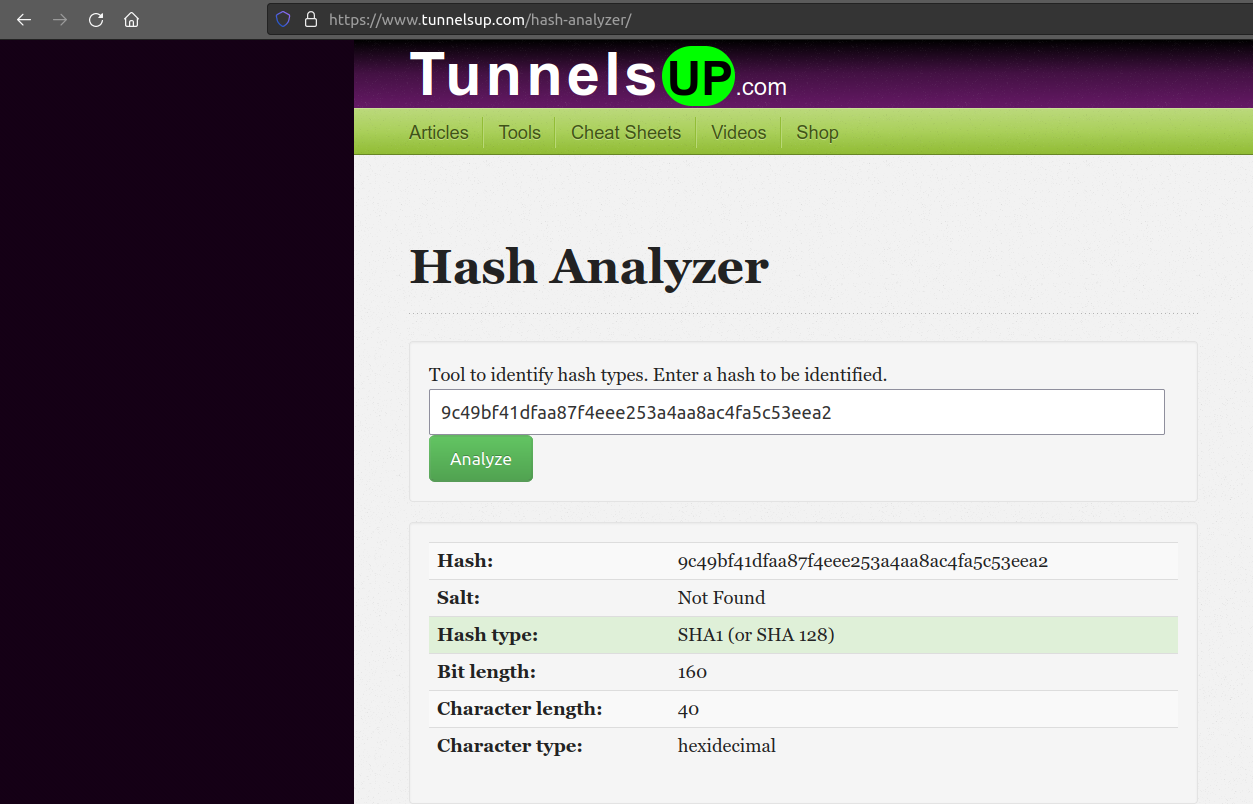 https://www.tunnelsup.com/hash-analyzer/
TunnelsUP.com
Articles Tools Cheat Sheets Videos Shop
Hash Analyzer
Tool to identify hash types. Enter a hash to be identified.
9c49bf41dfaa87f4eee253a4aa8ac4fa5c53eea2
Analyze
Hash: 9c49bf41dfaa87f4eee253a4aa8ac4fa5c53eea2
Salt: Not Found
Hash type: SHA1 (or SHA 128)
Bit length: 160
Character length: 40
Character type: hexidecimal